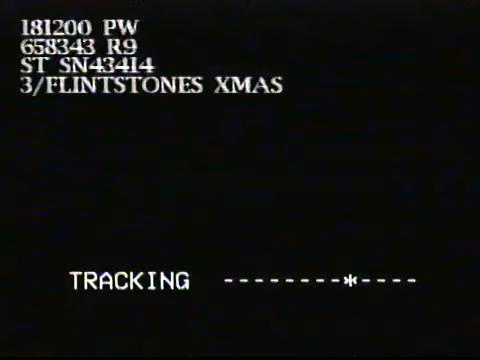 181200 PW
658343 R9
ST SN43414
3/FLINTSTONES XMAS
TRACKING --------*----